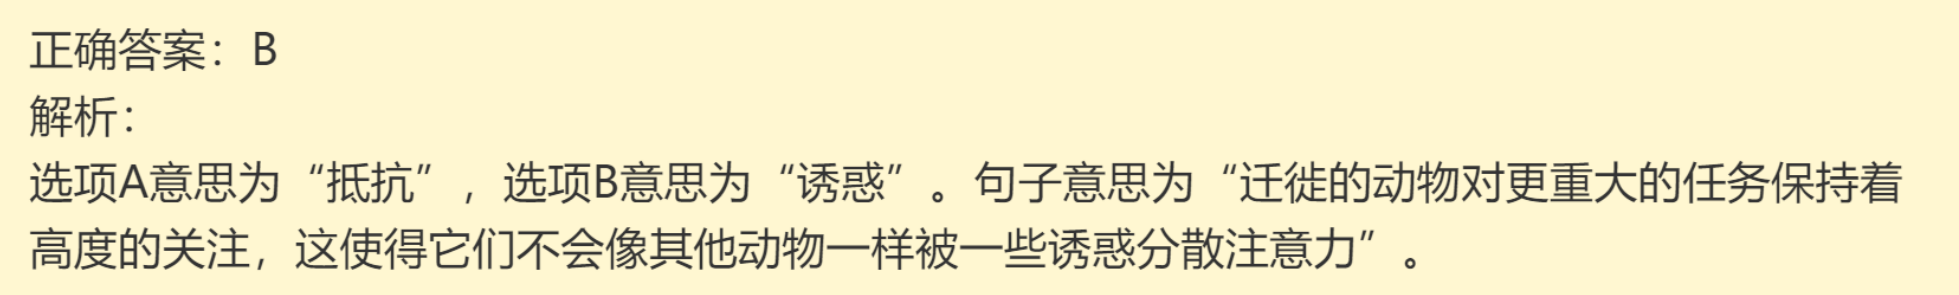 正确答案：B
解析：
选项A意思为“抵抗”，选项B意思为“诱惑”。句子意思为“迁徙的动物对更重大的任务保持着
高度的关注，这使得它们不会像其他动物一样被一些诱惑分散注意力”。